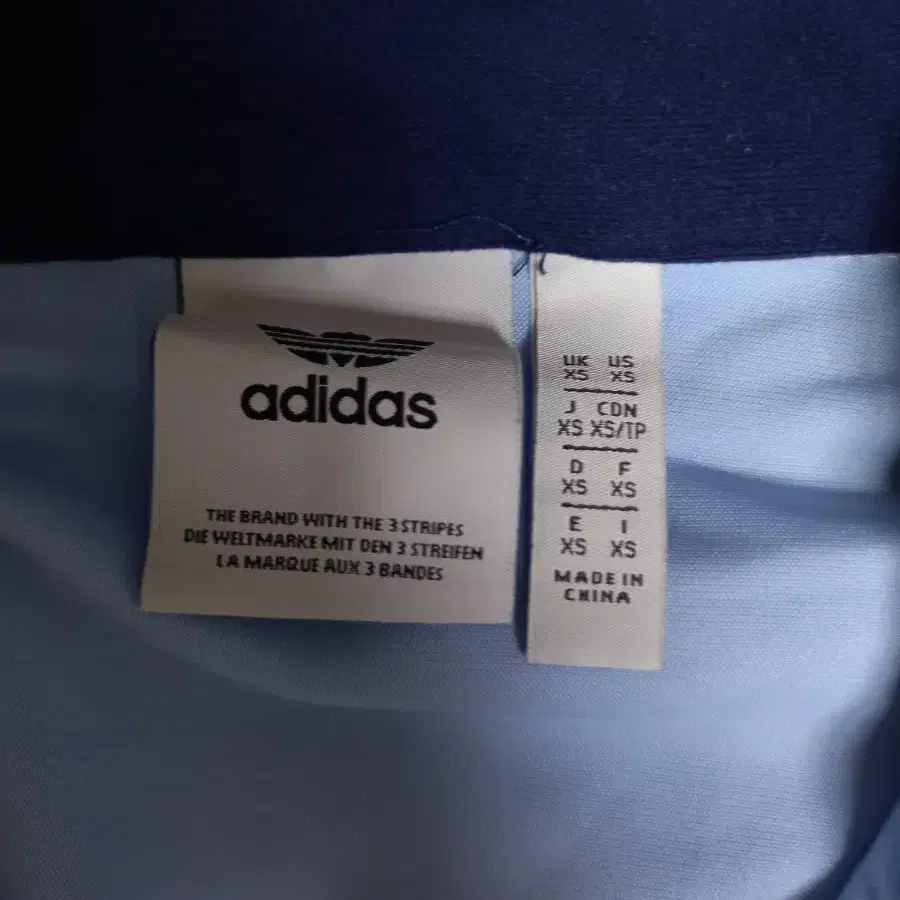 adidas
THE BRAND WITH THE 3 STRIPES
DIE WELTMARKE MIT DEN 3 STREIFEN
LA MARQUE AUX 3 BANDES
UK US
XS XS
J CDN
XS XS/TP
D F
XS XS
E I
XS XS
MADE IN
CHINA